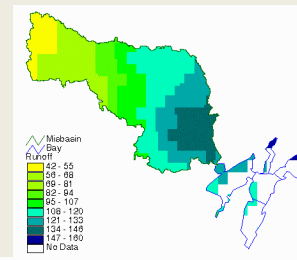 Miabasin
Bay
Runoff
42 - 55
56 - 68
69 - 81
82 - 94
95 - 107
108 - 120
121 - 133
134 - 146
147 - 160
No Data